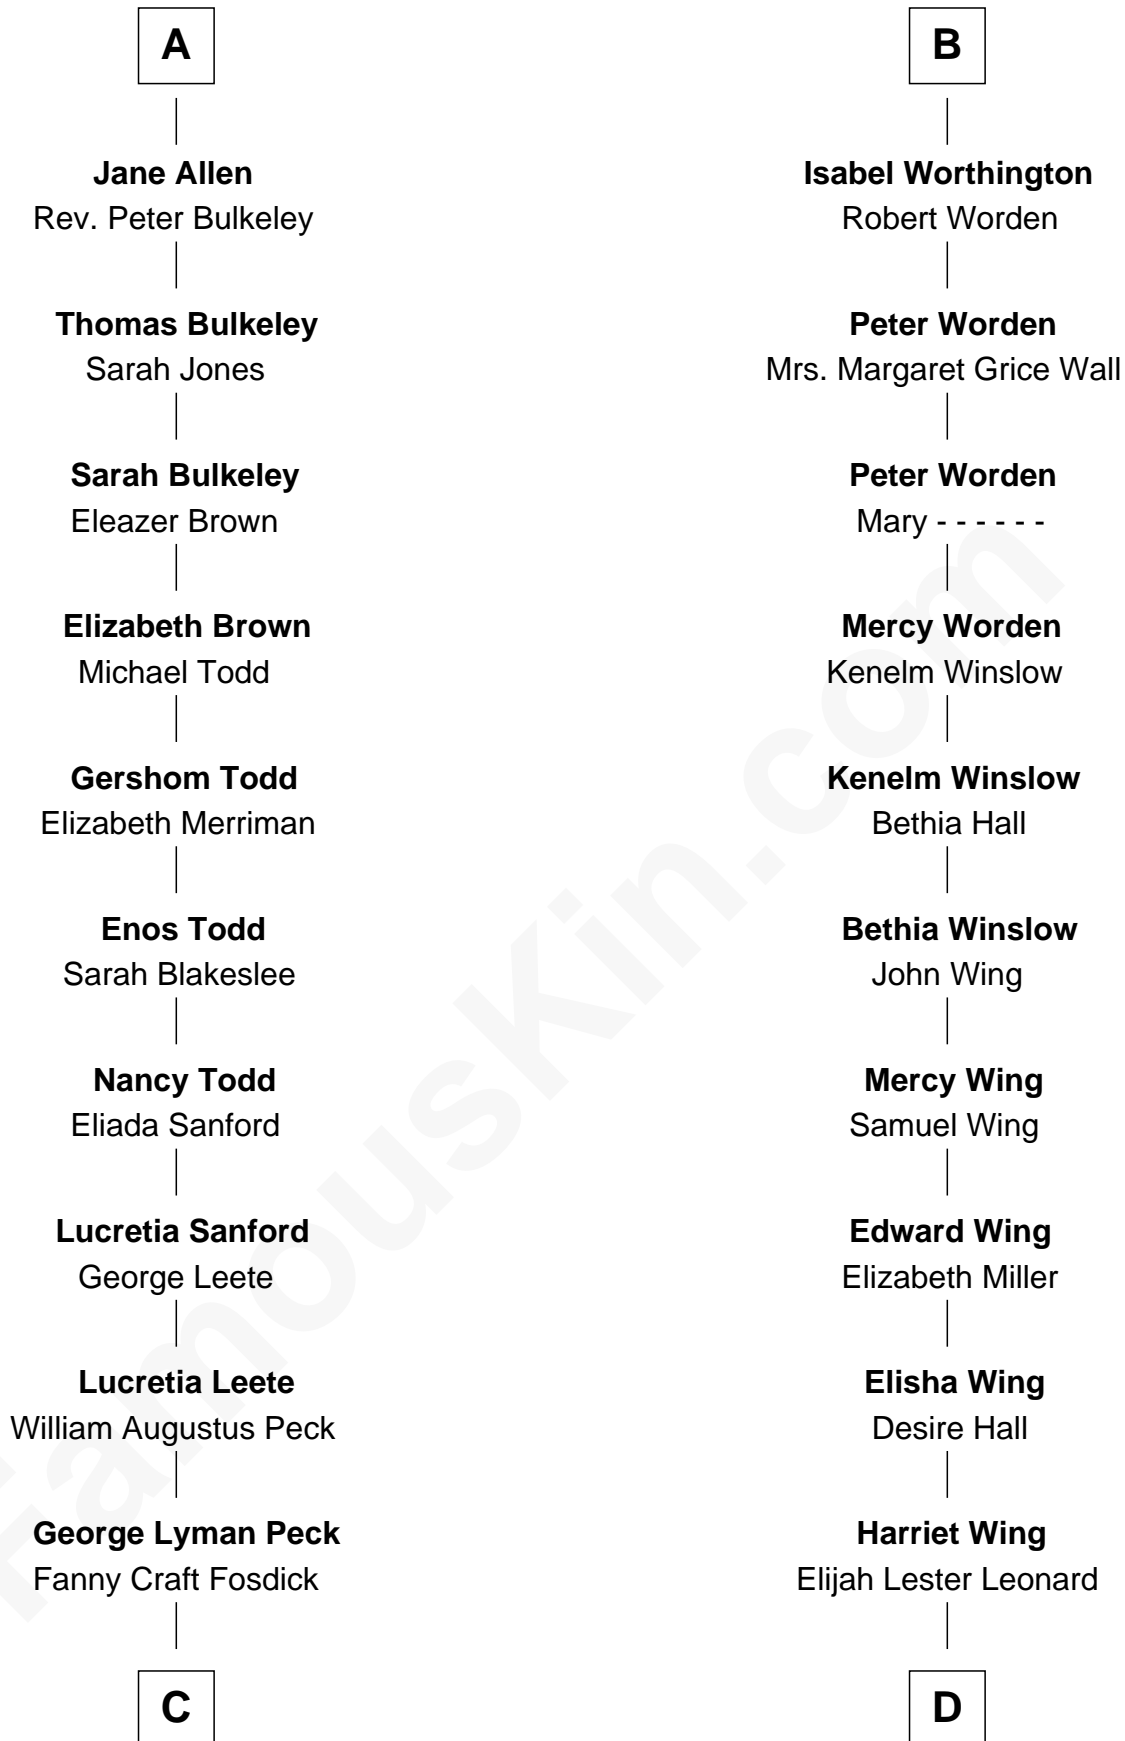 A
Jane Allen
Rev. Peter Bulkeley
Thomas Bulkeley
Sarah Jones
Sarah Bulkeley
Eleazer Brown
Elizabeth Brown
Michael Todd
Gershom Todd
Elizabeth Merriman
Enos Todd
Sarah Blakeslee
Nancy Todd
Eliada Sanford
Lucretia Sanford
George Leete
Lucretia Leete
William Augustus Peck
George Lyman Peck
Fanny Craft Fosdick
C
B
Isabel Worthington
Robert Worden
Peter Worden
Mrs. Margaret Grice Wall
Peter Worden
Mary - - - - - -
Mercy Worden
Kenelm Winslow
Kenelm Winslow
Bethia Hall
Bethia Winslow
John Wing
Mercy Wing
Samuel Wing
Edward Wing
Elizabeth Miller
Elisha Wing
Desire Hall
Harriet Wing
Elijah Lester Leonard
D
FamousKin.com